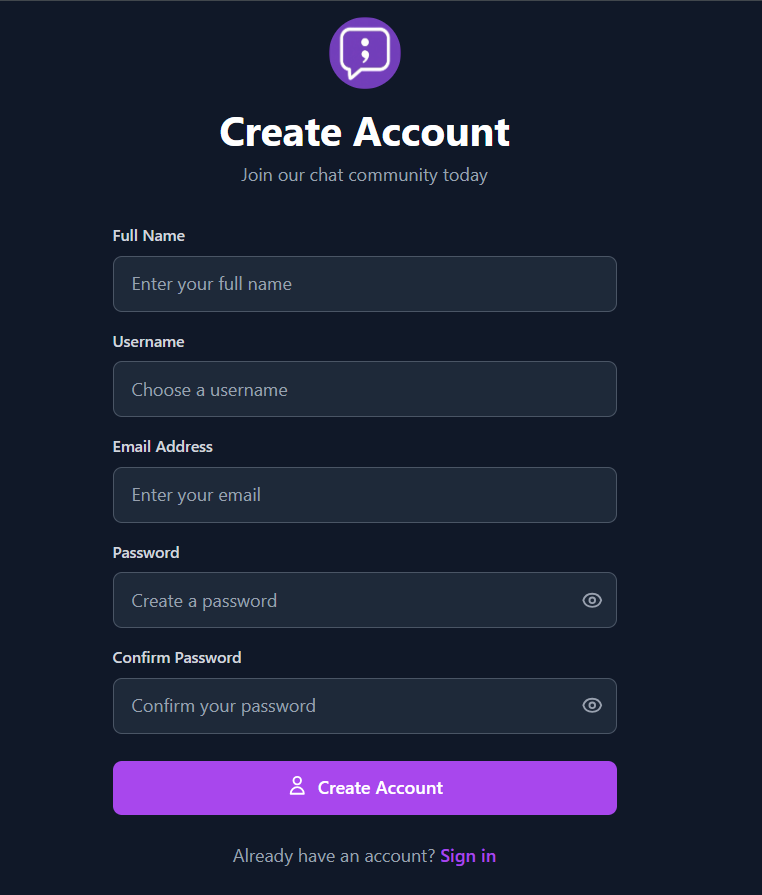 Create Account
Join our chat community today
Full Name
Enter your full name
Username
Choose a username
Email Address
Enter your email
Password
Create a password
Confirm Password
Confirm your password
Create Account
Already have an account? Sign in